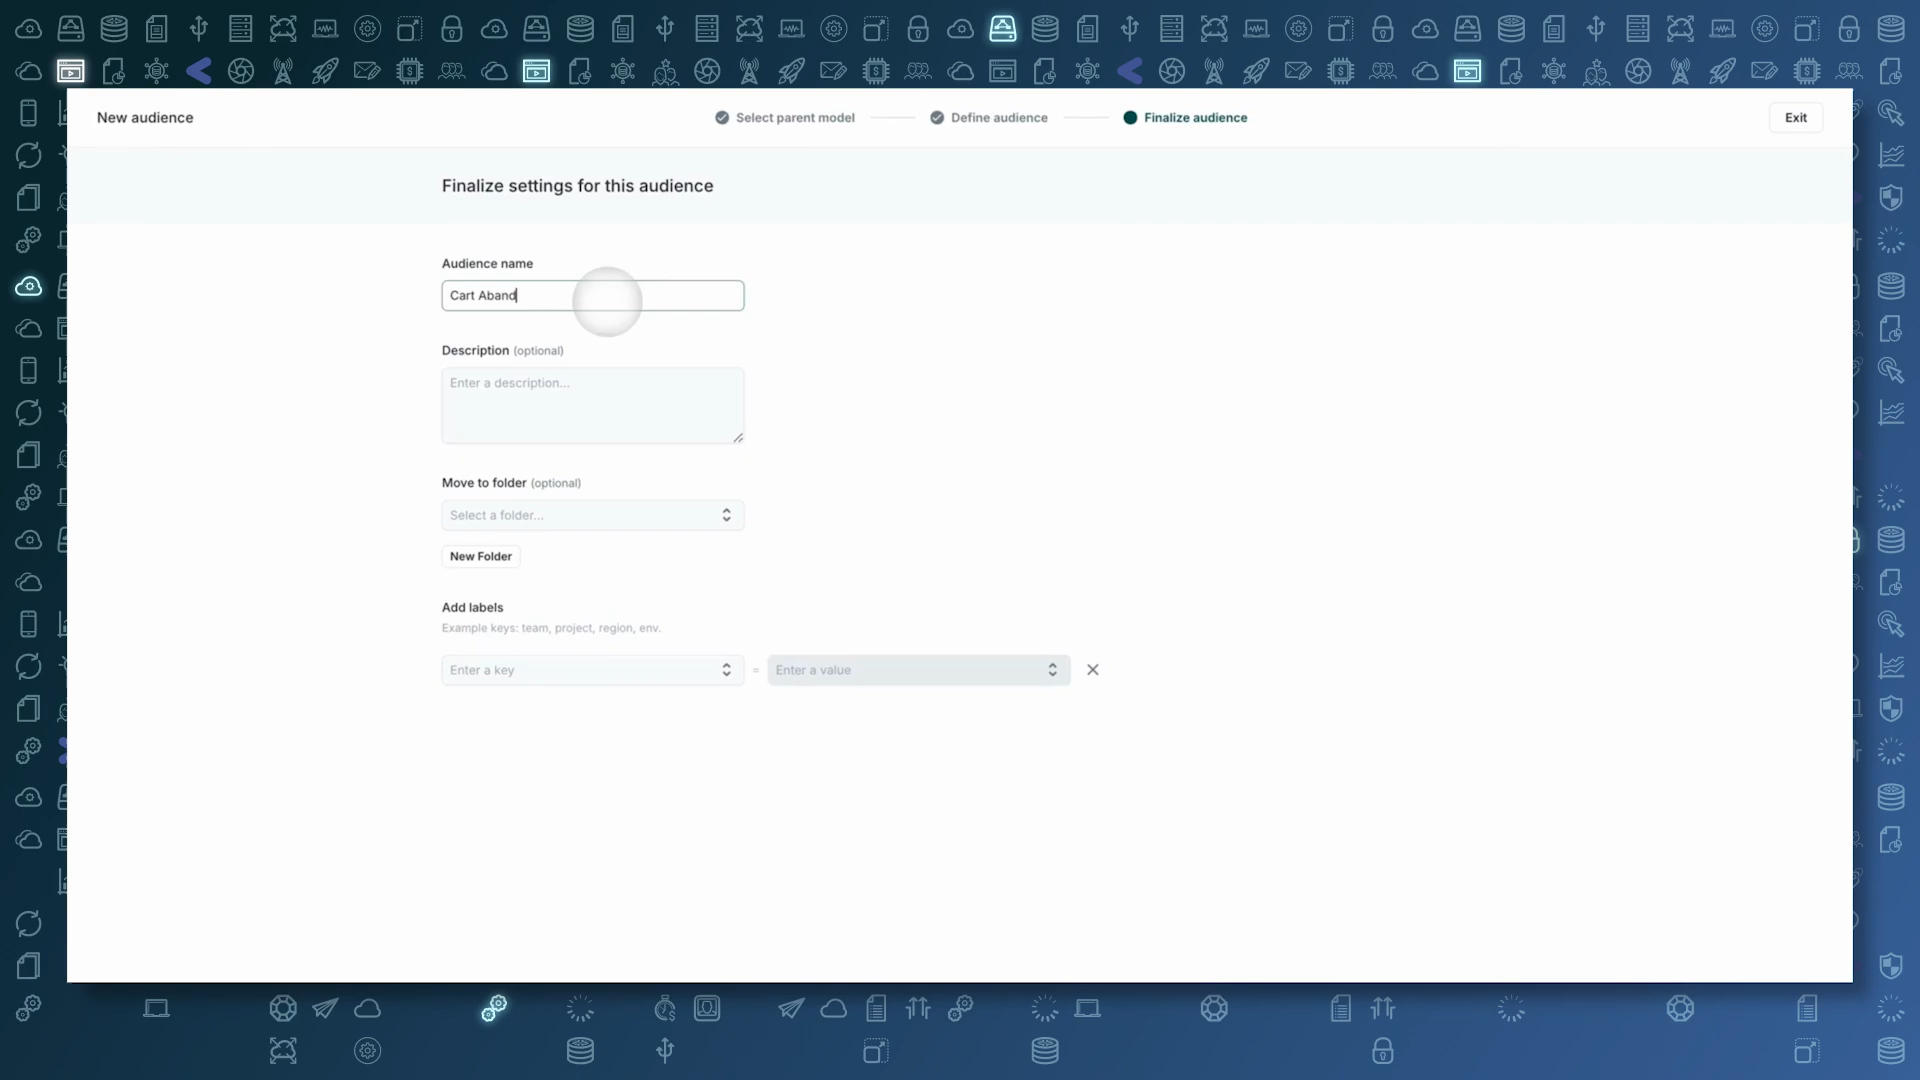 New audience
Select parent model
Define audience
Finalize audience
Exit
Finalize settings for this audience
Audience name
Cart Aband
Description (optional)
Enter a description...
Move to folder (optional)
Select a folder...
New Folder
Add labels
Example keys: team, project, region, env.
Enter a key
=
Enter a value